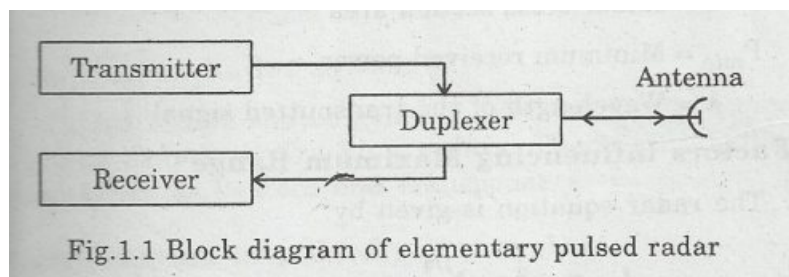 Transmitter
Antenna
Duplexer
Receiver
Fig.1.1 Block diagram of elementary pulsed radar